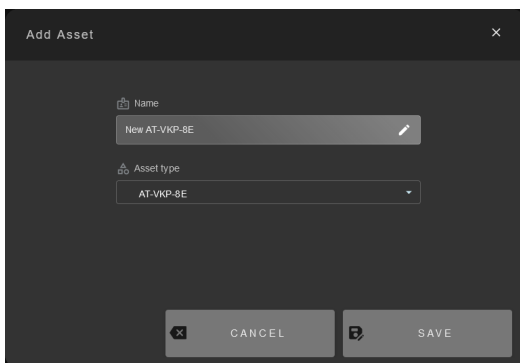 Add Asset
Name
New AT-VKP-8E
Asset type
AT-VKP-8E
CANCEL
SAVE